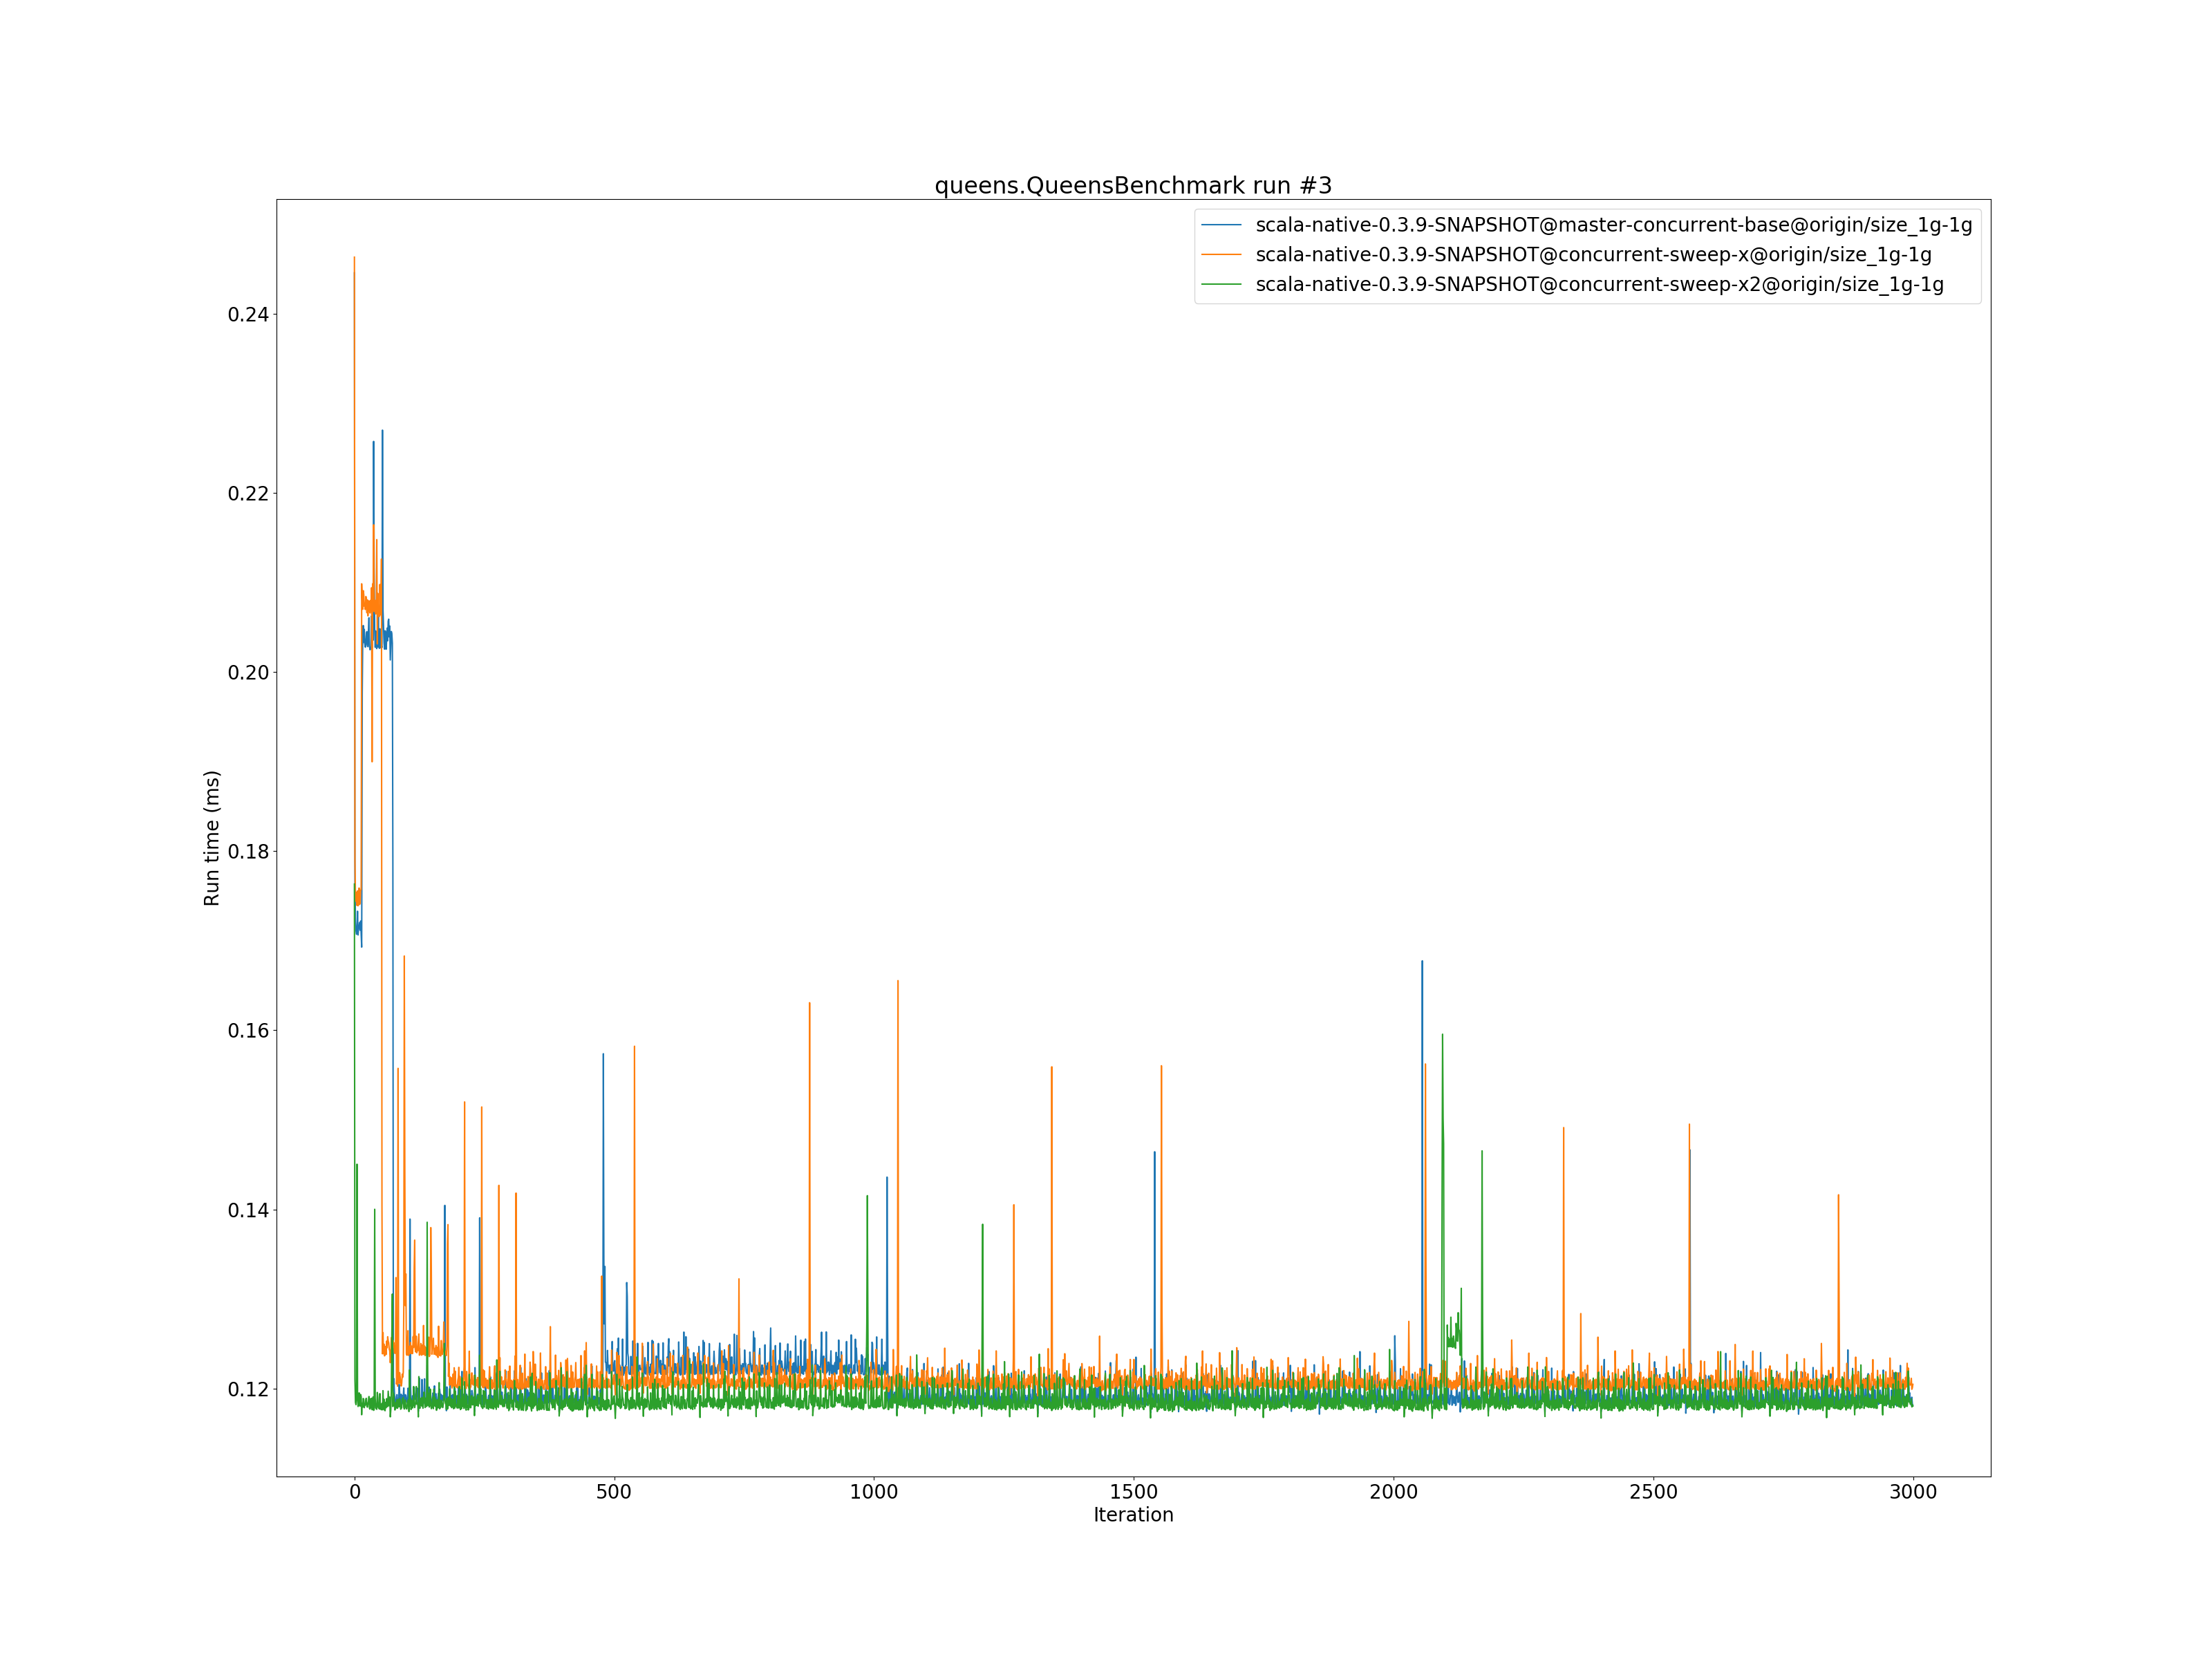 queens.QueensBenchmark run #3
scala-native-0.3.9-SNAPSHOT@master-concurrent-base@origin/size_1g-1g
scala-native-0.3.9-SNAPSHOT@concurrent-sweep-x@origin/size_1g-1g
scala-native-0.3.9-SNAPSHOT@concurrent-sweep-x2@origin/size_1g-1g
Run time (ms)
0.24
0.22
0.20
0.18
0.16
0.14
0.12
0 500 1000 1500 2000 2500 3000
Iteration